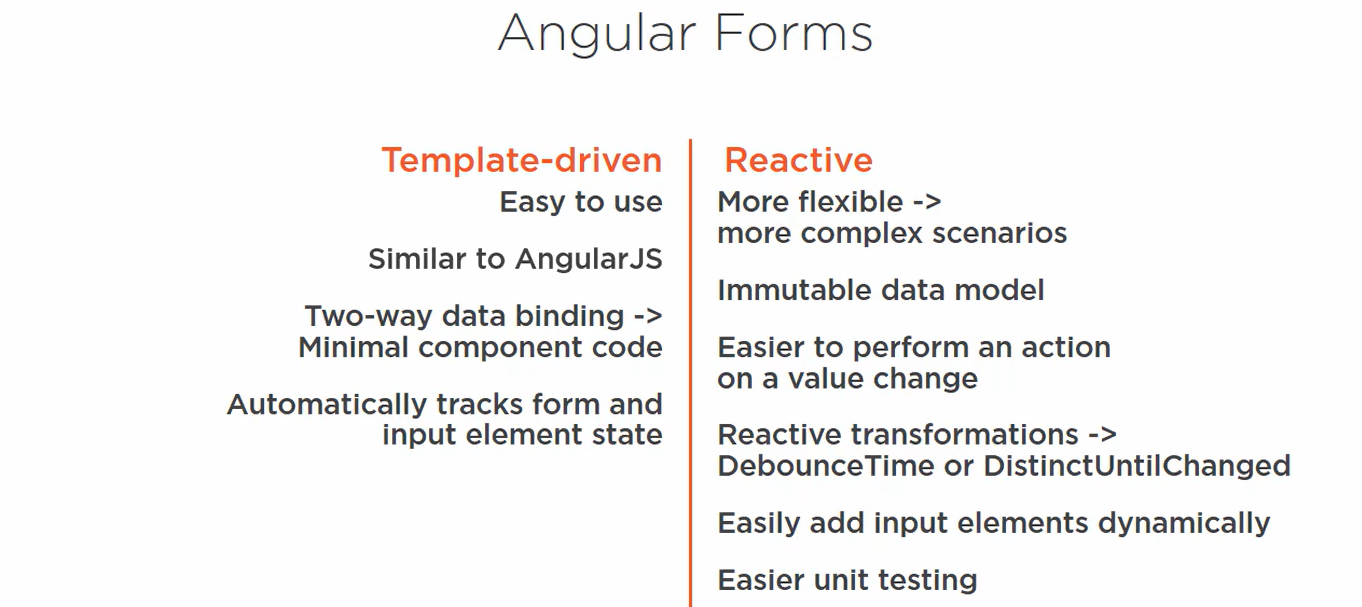 Angular Forms
Template-driven
Easy to use
Similar to AngularJS
Two-way data binding ->
Minimal component code
Automatically tracks form and
input element state
Reactive
More flexible ->
more complex scenarios
Immutable data model
Easier to perform an action
on a value change
Reactive transformations ->
DebounceTime or DistinctUntilChanged
Easily add input elements dynamically
Easier unit testing